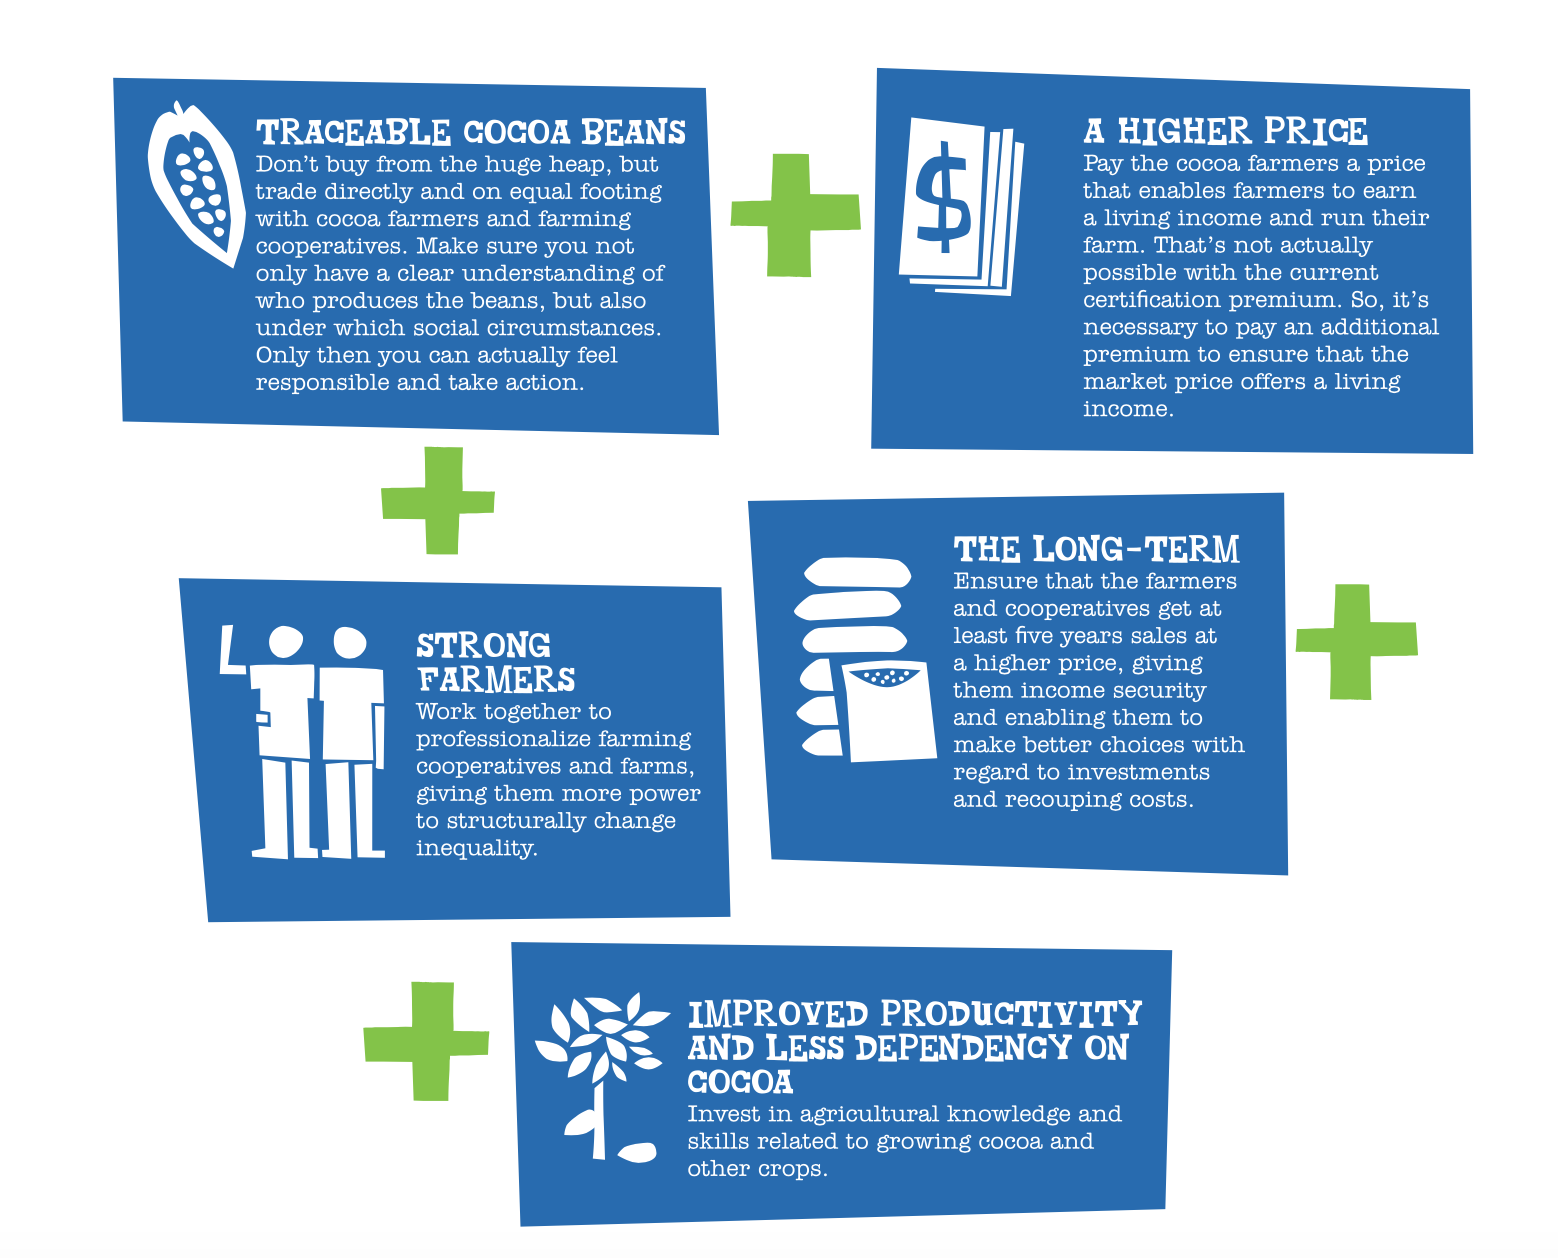 TRACEABLE COCOA BEANS
Don't buy from the huge heap, but
trade directly and on equal footing
with cocoa farmers and farming
cooperatives. Make sure you not
only have a clear understanding of
who produces the beans, but also
under which social circumstances.
Only then you can actually feel
responsible and take action.
$
A HIGHER PRICE
Pay the cocoa farmers a price
that enables farmers to earn
a living income and run their
farm. That's not actually
possible with the current
certification premium. So, it's
necessary to pay an additional
premium to ensure that the
market price offers a living
income.
STRONG
FARMERS
Work together to
professionalize farming
cooperatives and farms,
giving them more power
to structurally change
inequality.
THE LONG-TERM
Ensure that the farmers
and cooperatives get at
least five years sales at
a higher price, giving
them income security
and enabling them to
make better choices with
regard to investments
and recouping costs.
IMPROVED PRODUCTIVITY
AND LESS DEPENDENCY ON
COCOA
Invest in agricultural knowledge and
skills related to growing cocoa and
other crops.